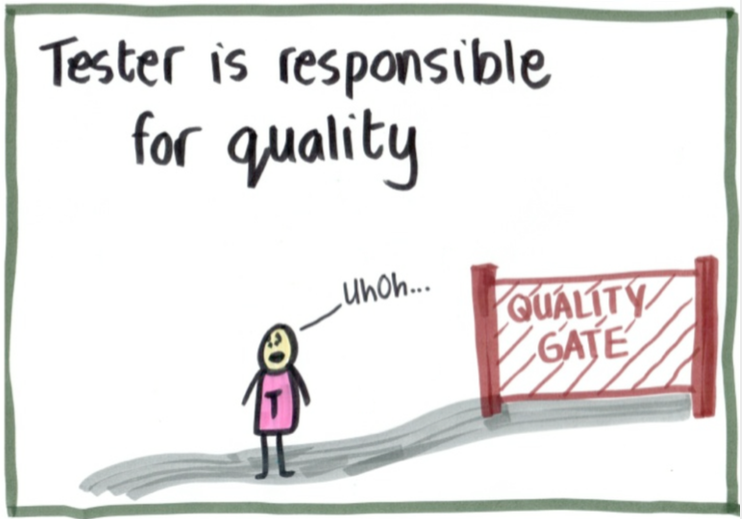 Tester is responsible
for quality
UhOh...
QUALITY
GATE
T